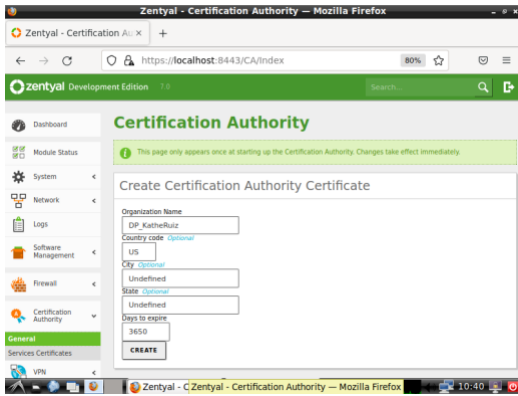 Zentyal - Certification Authority — Mozilla Firefox
Zentyal - Certification Au
https://localhost:8443/CA/Index
80%
zentyal Development Edition 7.0
Search...
Dashboard
Module Status
System
Network
Logs
Software
Management
Firewall
Certification
Authority
General
Services Certificates
VPN
Certification Authority
This page only appears once at starting up the Certification Authority. Changes take effect immediately.
Create Certification Authority Certificate
Organization Name
DP_KatheRuiz
Country code Optional
US
City Optional
Undefined
State Optional
Undefined
Days to expire
3650
CREATE
Zentyal - C
Zentyal - Certification Authority — Mozilla Firefox
10:40